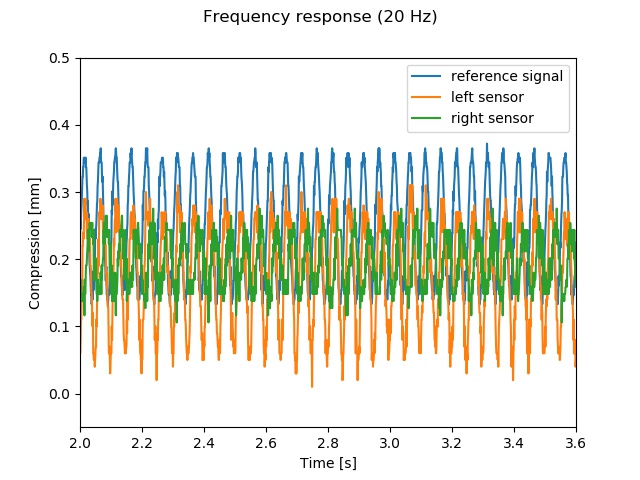 Frequency response (20 Hz)
0.5
0.4
0.3
0.2
0.1
0.0
Compression [mm]
reference signal
left sensor
right sensor
2.0 2.2 2.4 2.6 2.8 3.0 3.2 3.4 3.6
Time [s]